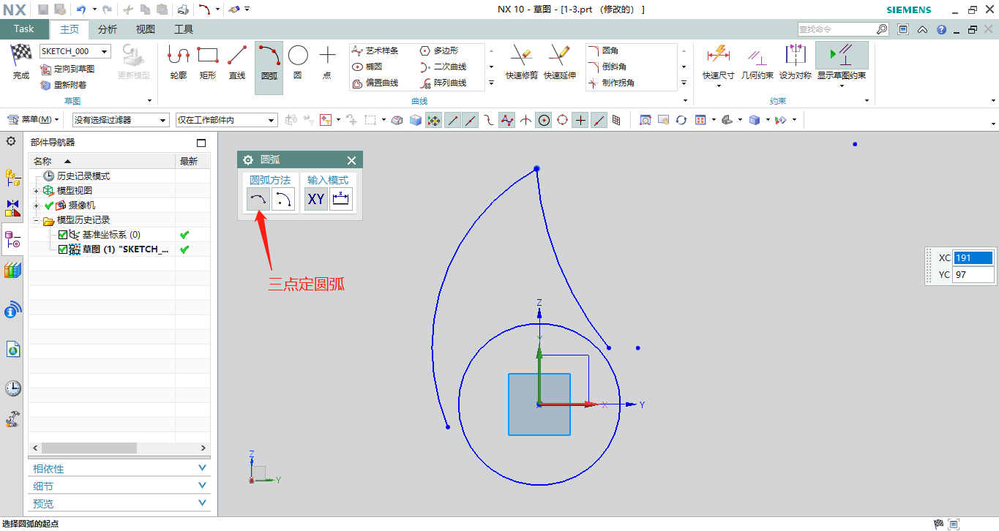 NX
NX 10 - 草图 - [1-3.prt （修改的） ]
SIEMENS
Task
主页
分析
视图
工具
查找命令
SKETCH_000
定向到草图
重新附着
完成
更新模型
草图
轮廓
矩形
直线
圆弧
圆
点
艺术样条
多边形
椭圆
二次曲线
偏置曲线
阵列曲线
曲线
快速修剪
快速延伸
圆角
倒斜角
制作拐角
快速尺寸
几何约束
设为对称
显示草图约束
约束
菜单(M)
没有选择过滤器
仅在工作部件内
部件导航器
名称
最新
历史记录模式
模型视图
摄像机
模型历史记录
基准坐标系 (0)
草图 (1) "SKETCH_...
相依性
细节
预览
圆弧
圆弧方法
输入模式
XY
三点定圆弧
XC 191
YC 97
Z
Y
X
Y
Z
Y
选择圆弧的起点